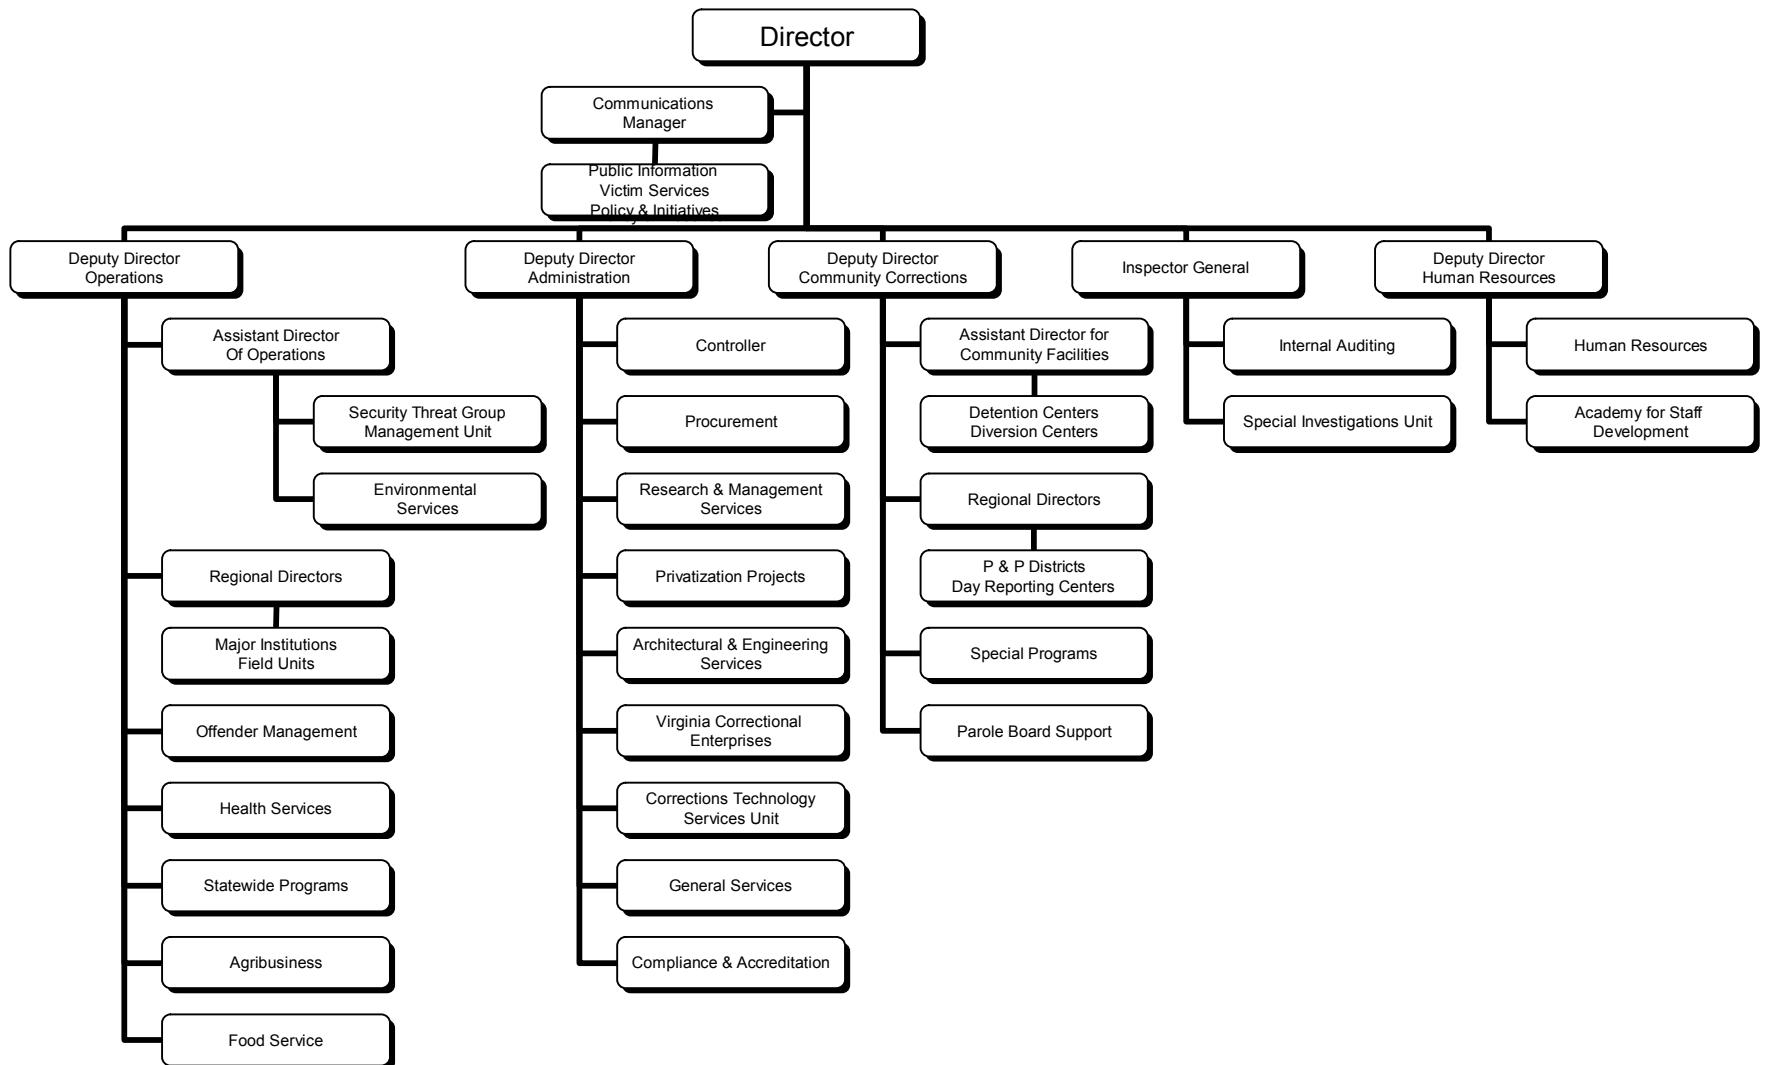 Director
Communications
Manager
Public Information
Victim Services
Policy & Initiatives
Deputy Director
Operations
Deputy Director
Administration
Deputy Director
Community Corrections
Inspector General
Deputy Director
Human Resources
Assistant Director
Of Operations
Security Threat Group
Management Unit
Environmental
Services
Regional Directors
Major Institutions
Field Units
Offender Management
Health Services
Statewide Programs
Agribusiness
Food Service
Controller
Procurement
Research & Management
Services
Privatization Projects
Architectural & Engineering
Services
Virginia Correctional
Enterprises
Corrections Technology
Services Unit
General Services
Compliance & Accreditation
Assistant Director for
Community Facilities
Detention Centers
Diversion Centers
Regional Directors
P & P Districts
Day Reporting Centers
Special Programs
Parole Board Support
Internal Auditing
Special Investigations Unit
Human Resources
Academy for Staff
Development